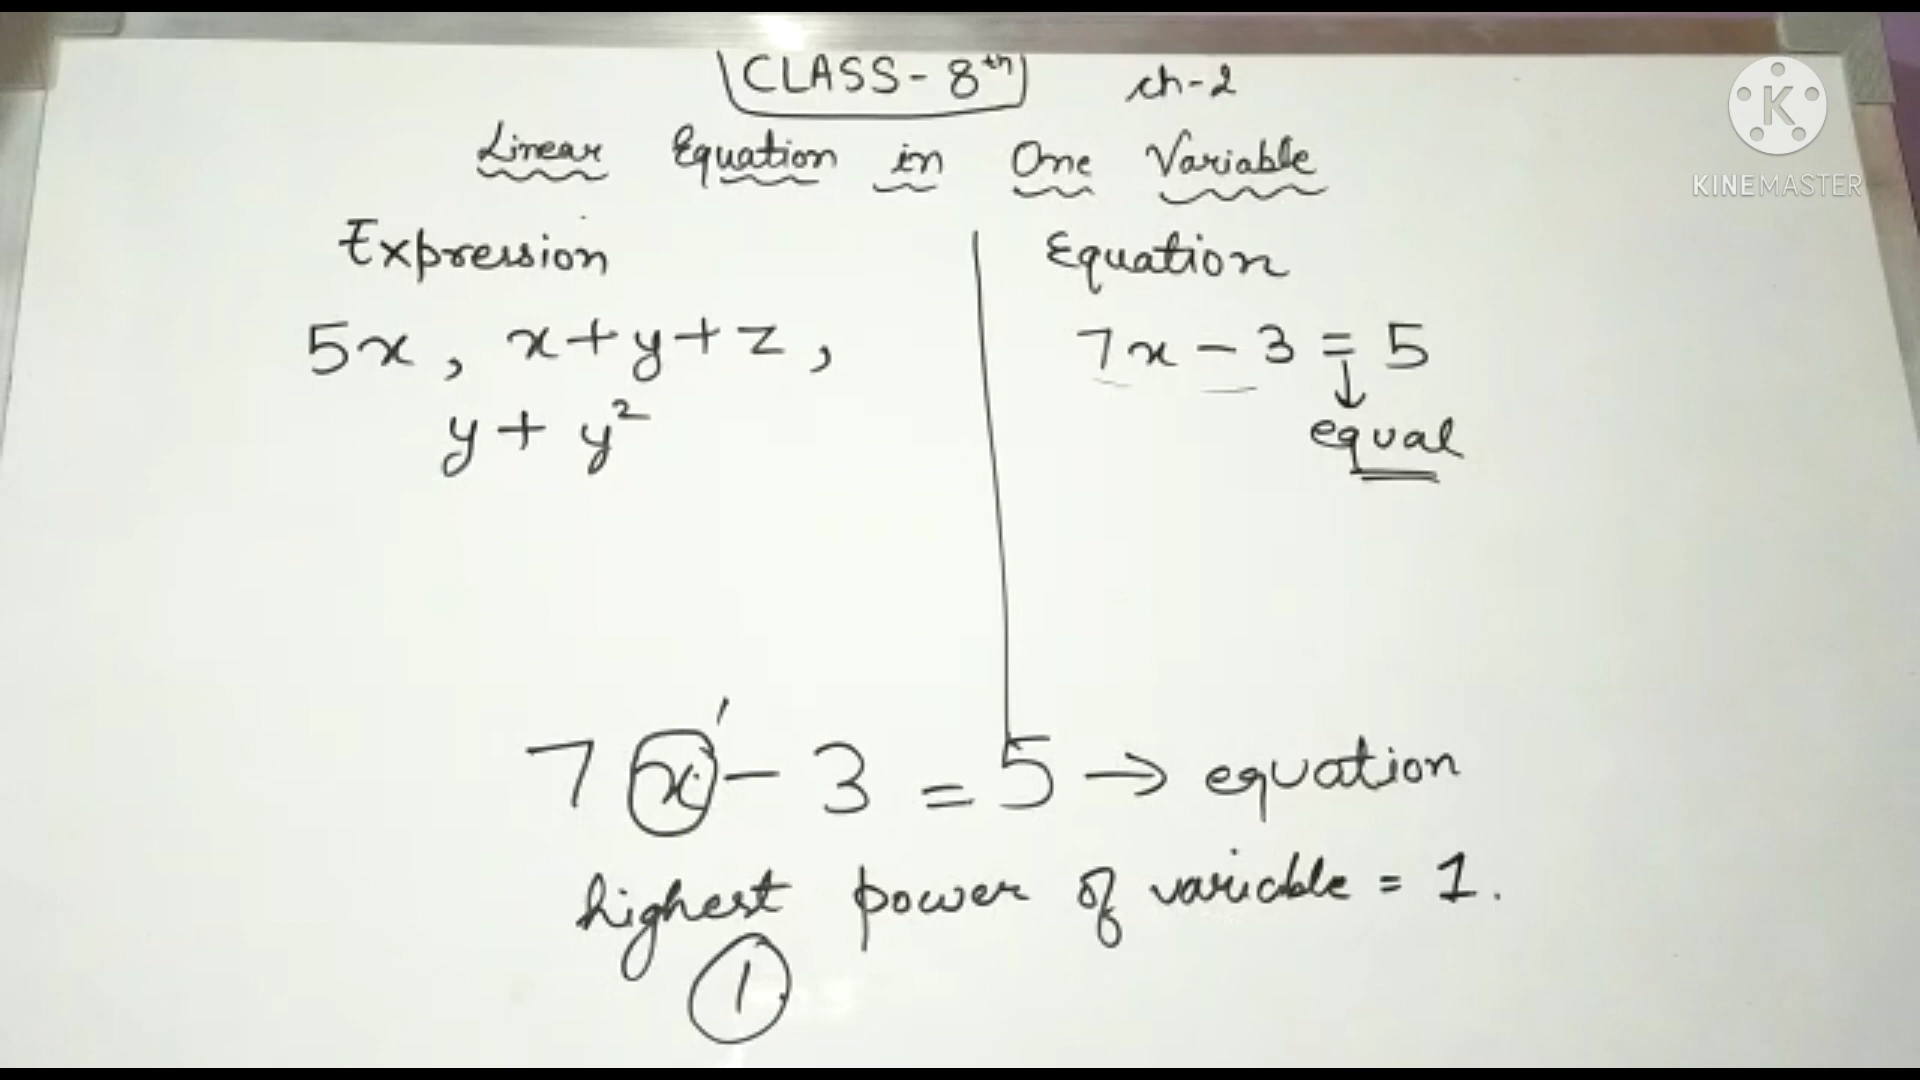 CLASS - 8th ch-2
Linear Equation in One Variable
KINEMASTER
Expression Equation
5x, x+y+z, 7x - 3 = 5
y + y² equal
7x¹ - 3 = 5 → equation
highest power of variable = 1.
1